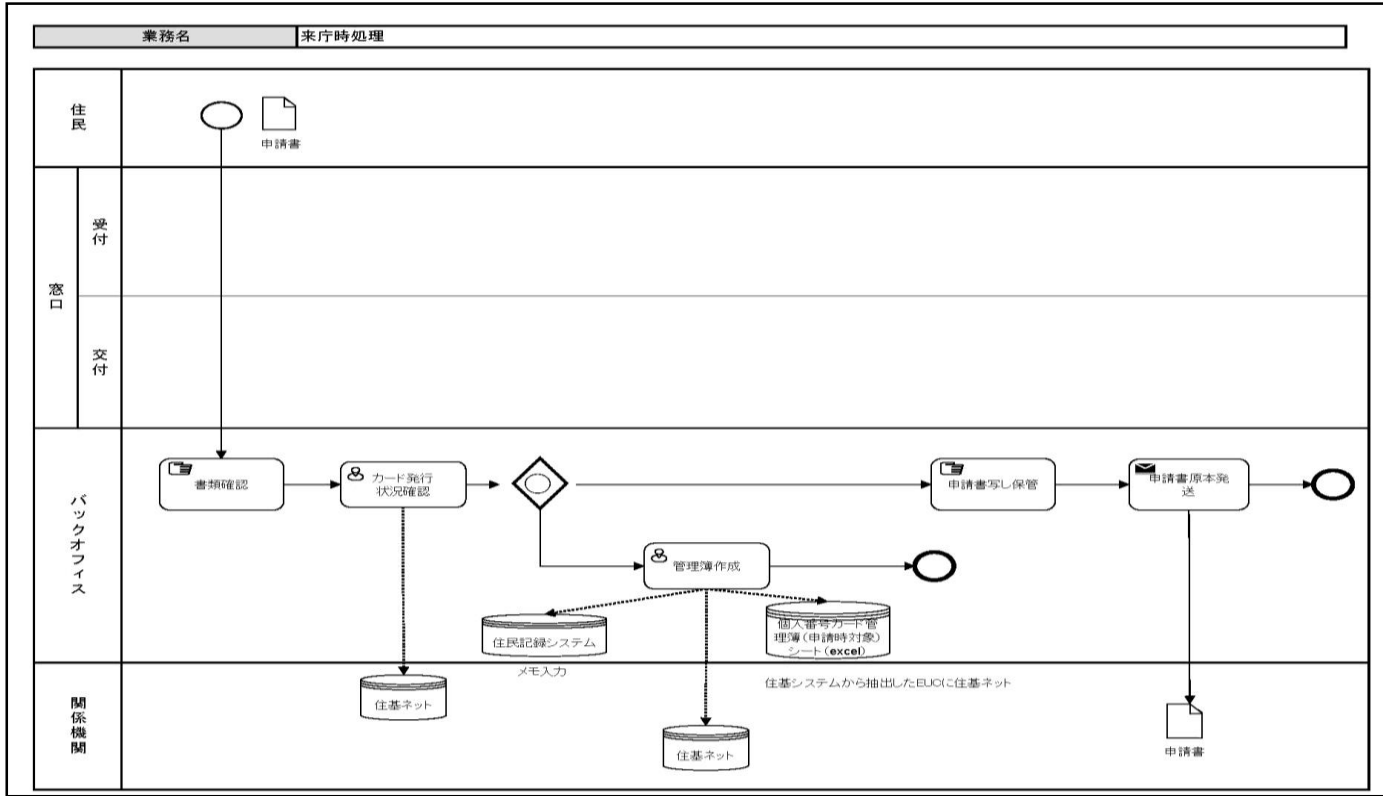 業務名
来庁時処理
住民
申請書
窓口
受付
交付
バックオフィス
書類確認
カード発行
状況確認
申請書写し保管
申請書原本発
送
管理簿作成
住民記録システム
メモ入力
個人番号カード管
理簿(申請時対象)
シート(excel)
住基システムから抽出したEUCに住基ネット
関係機関
住基ネット
住基ネット
申請書